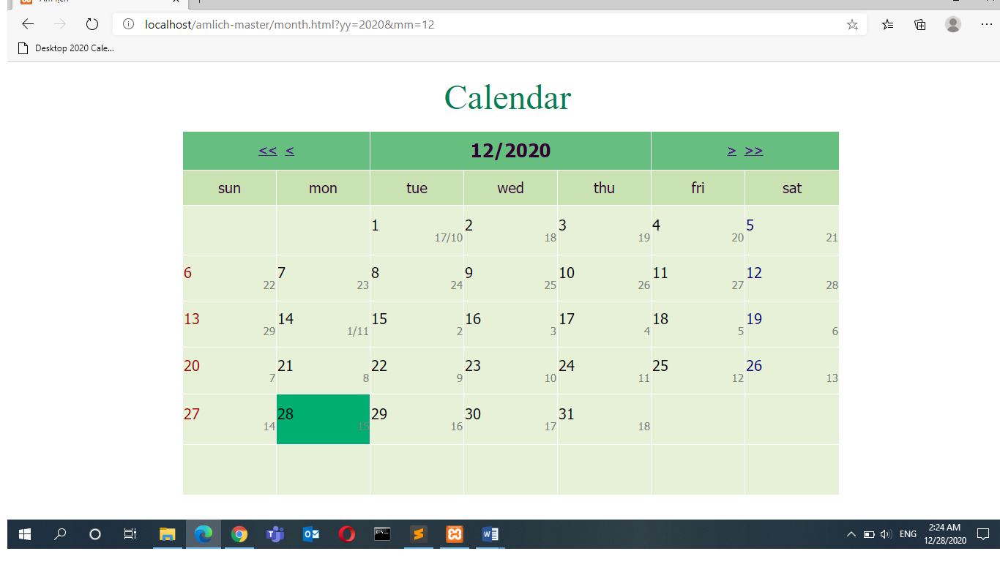 localhost/amlich-master/month.html?yy=2020&mm=12
Desktop 2020 Cale...
Calendar
<< < 12/2020 > >>
sun mon tue wed thu fri sat
1 17/10 2 18 3 19 4 20 5 21
6 22 7 23 8 24 9 25 10 26 11 27 12 28
13 29 14 1/11 15 2 16 3 17 4 18 5 19 6
20 7 21 8 22 9 23 10 24 11 25 12 26 13
27 14 28 15 29 16 30 17 31 18
ENG 2:24 AM
12/28/2020